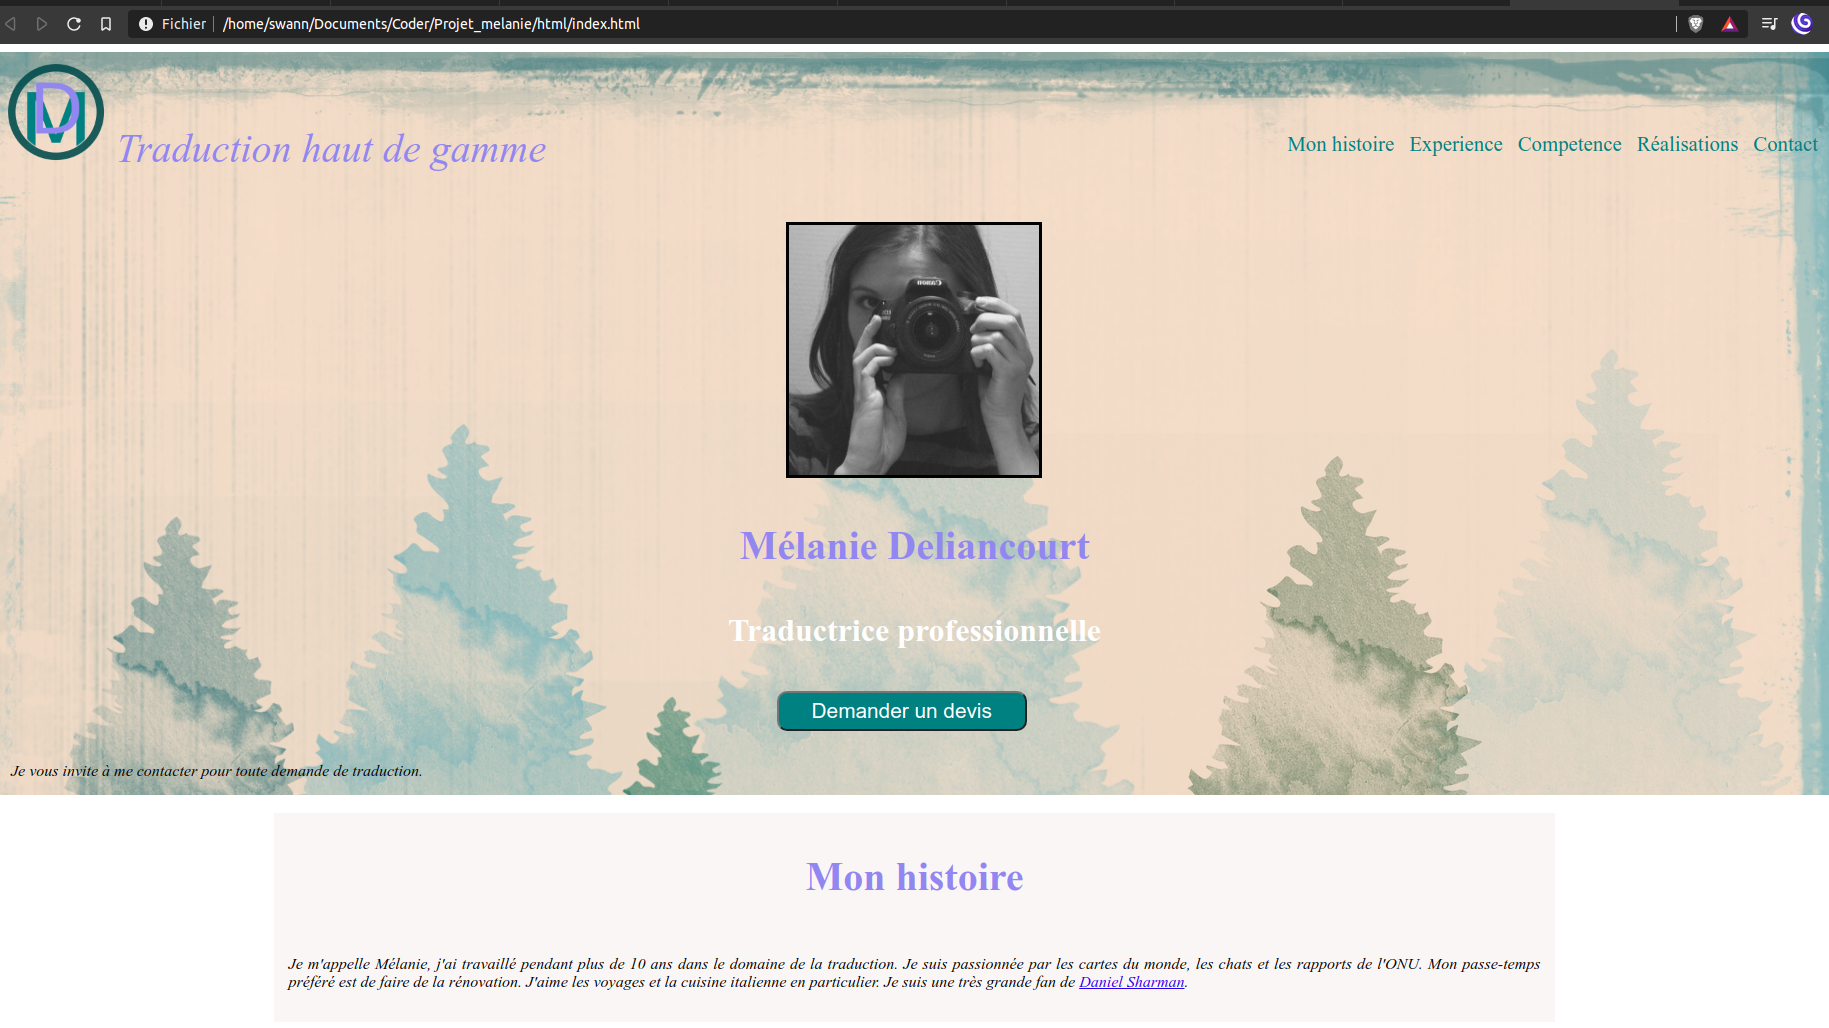 Fichier /home/swann/Documents/Coder/Projet_melanie/html/index.html
DM
Traduction haut de gamme
Mon histoire Experience Competence Réalisations Contact
Canon
Mélanie Deliancourt
Traductrice professionnelle
Demander un devis
Je vous invite à me contacter pour toute demande de traduction.
Mon histoire
Je m'appelle Mélanie, j'ai travaillé pendant plus de 10 ans dans le domaine de la traduction. Je suis passionnée par les cartes du monde, les chats et les rapports de l'ONU. Mon passe-temps
préféré est de faire de la rénovation. J'aime les voyages et la cuisine italienne en particulier. Je suis une très grande fan de Daniel Sharman.